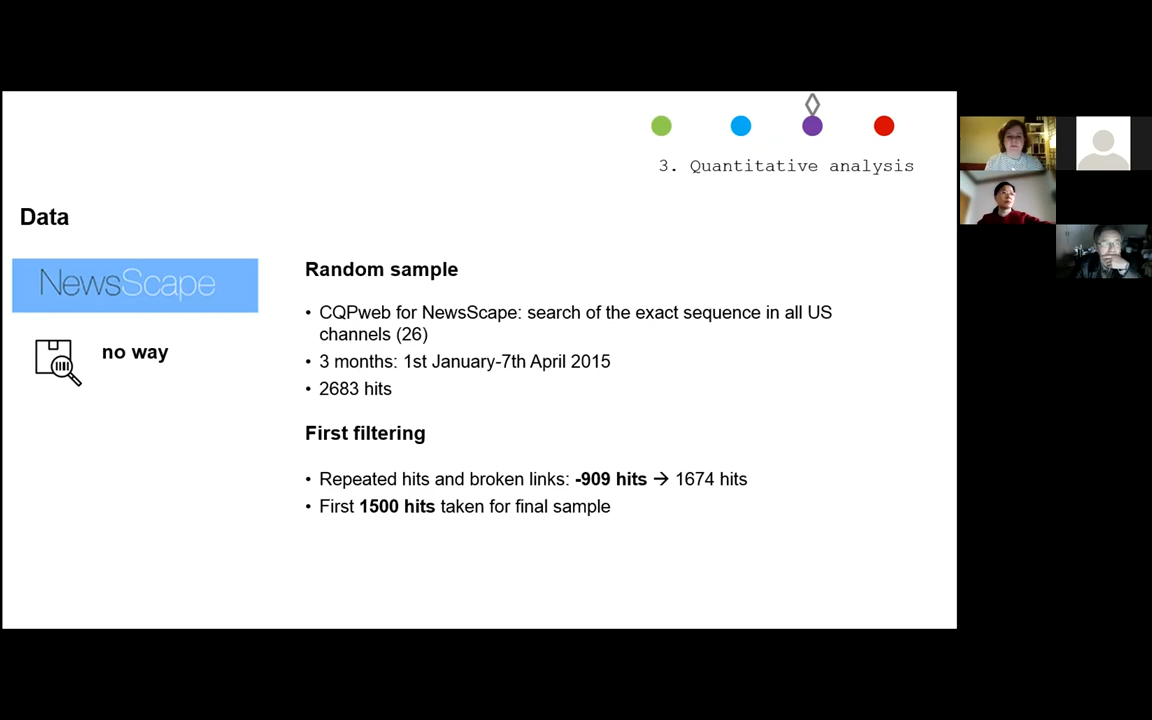 3. Quantitative analysis
Data
NewsScape
no way
Random sample
• CQPweb for NewsScape: search of the exact sequence in all US
channels (26)
• 3 months: 1st January-7th April 2015
• 2683 hits
First filtering
• Repeated hits and broken links: -909 hits → 1674 hits
• First 1500 hits taken for final sample